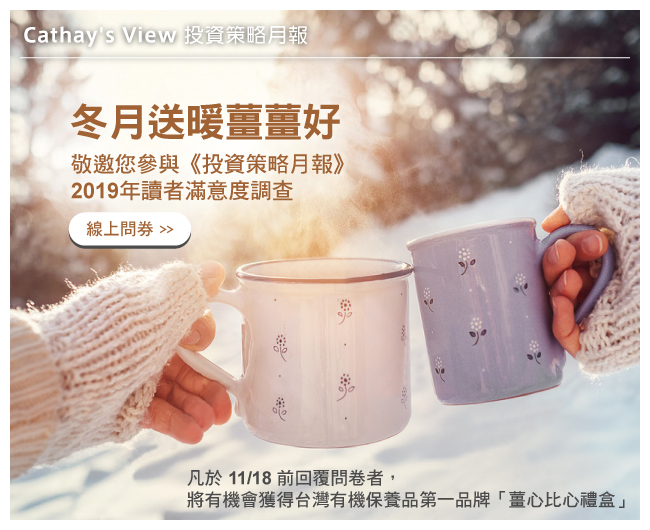 Cathay's View 投資策略月報
冬月送暖薑薑好
敬邀您參與《投資策略月報》
2019年讀者滿意度調查
線上問券 >>
凡於 11/18 前回覆問卷者，
將有機會獲得台灣有機保養品第一品牌「薑心比心禮盒」